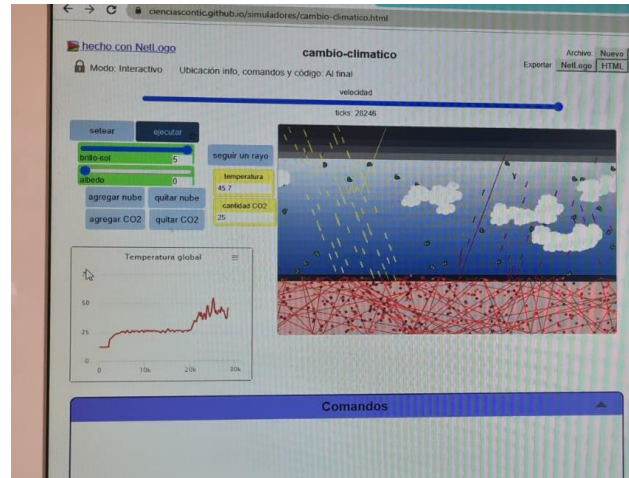 cienciascontic.github.io/simuladores/cambio-climatico.html
hecho con NetLogo
cambio-climatico
Archivo: Nuevo
Exportar: NetLogo HTML
Modo: Interactivo
Ubicación info, comandos y código: Al final
velocidad
ticks: 28246
setear
ejecutar
brillo-sol 5
albedo 0
seguir un rayo
temperatura
45.7
agregar nube
quitar nube
cantidad CO2
25
agregar CO2
quitar CO2
Temperatura global
50
25
0
0 10k 20k 30k
Comandos